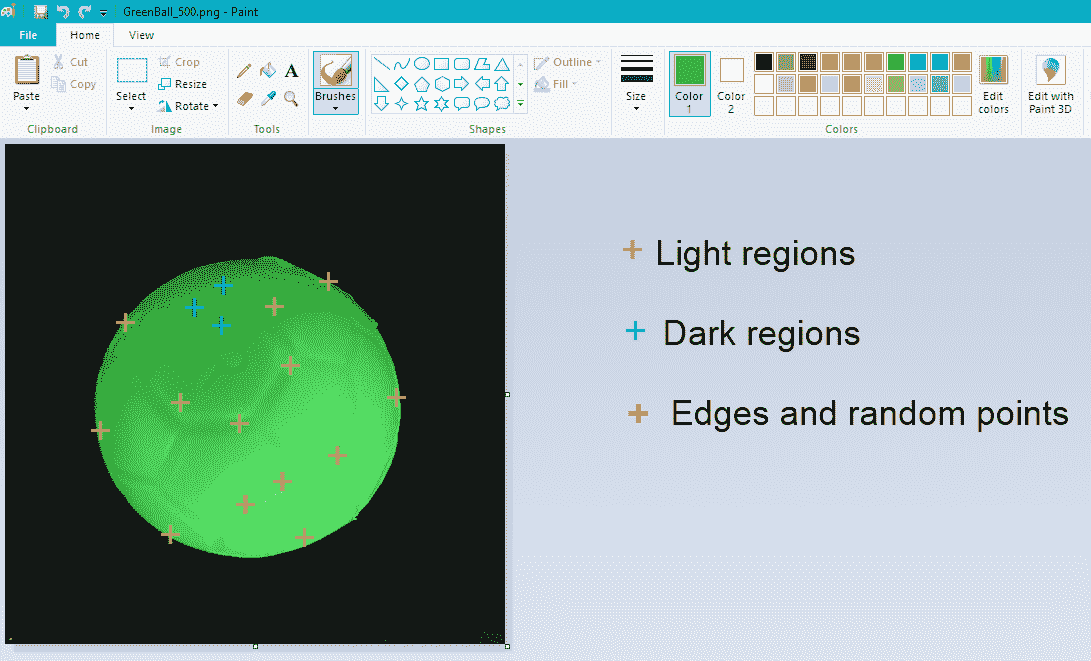 GreenBall_500.png - Paint
File Home View
Paste
Cut
Copy
Clipboard
Select
Crop
Resize
Rotate
Image
A
Tools
Brushes
Outline
Fill
Shapes
Size
Color
1
Color
2
Edit
colors
Colors
Edit with
Paint 3D
Light regions
Dark regions
Edges and random points